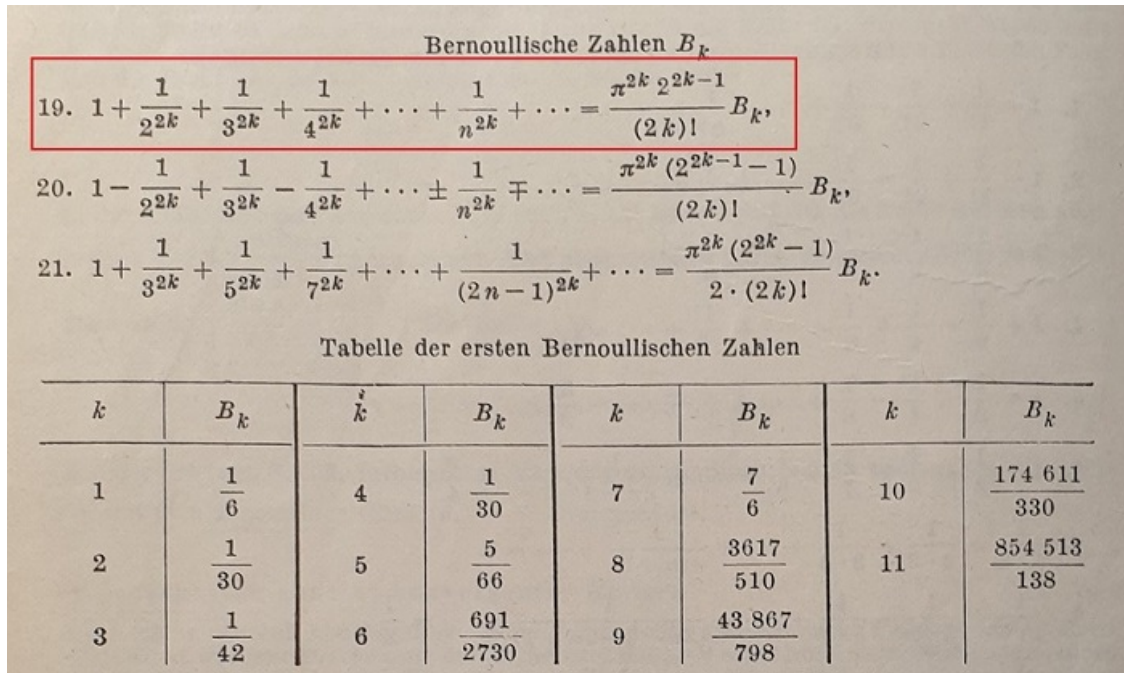 Bernoullische Zahlen B_k
19. 1 + 1/2^{2k} + 1/3^{2k} + 1/4^{2k} + ··· + 1/n^{2k} + ··· = π^{2k} 2^{2k−1}/(2k)! B_k,
20. 1 − 1/2^{2k} + 1/3^{2k} − 1/4^{2k} + ··· ± 1/n^{2k} ∓ ··· = π^{2k} (2^{2k−1} − 1)/(2k)! B_k,
21. 1 + 1/3^{2k} + 1/5^{2k} + 1/7^{2k} + ··· + 1/(2n − 1)^{2k} + ··· = π^{2k} (2^{2k} − 1)/2 · (2k)! B_k.
Tabelle der ersten Bernoullischen Zahlen
k B_k k B_k k B_k k B_k
1 1/6 4 1/30 7 7/6 10 174 611/330
2 1/30 5 5/66 8 3617/510 11 854 513/138
3 1/42 6 691/2730 9 43 867/798